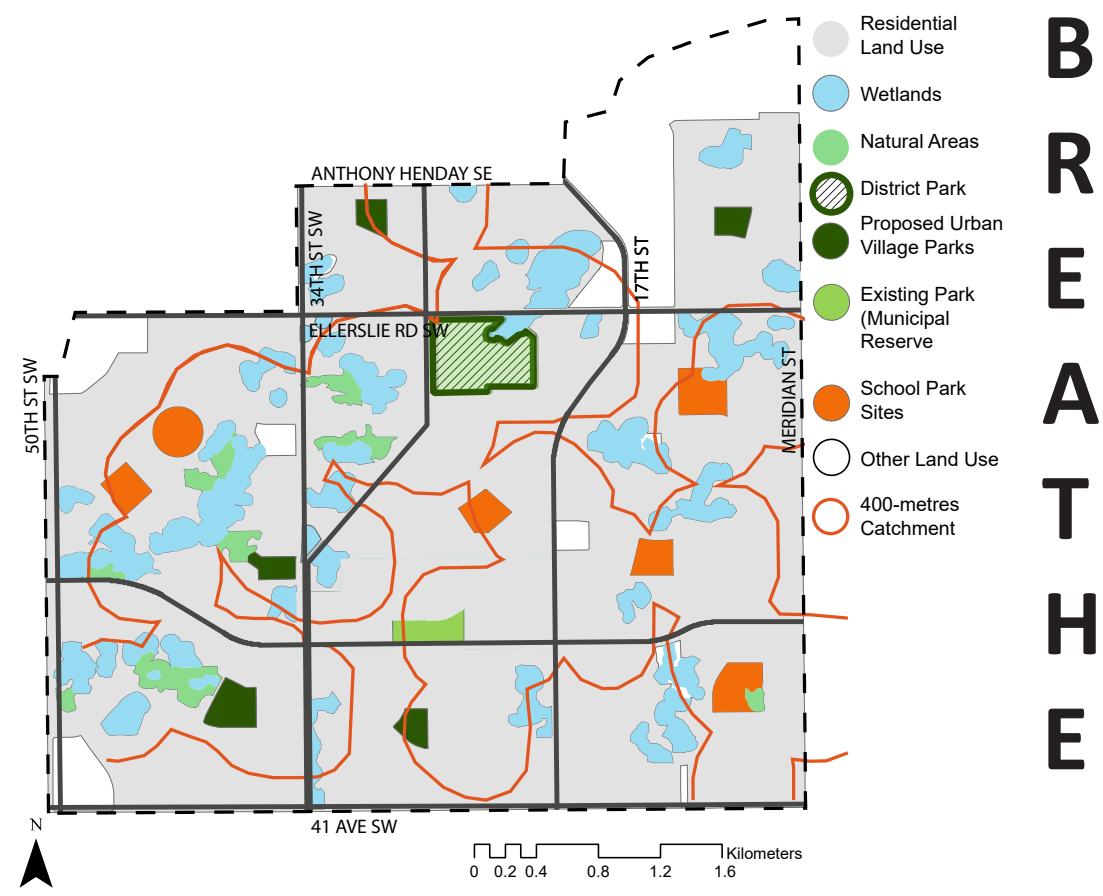 ANTHONY HENDAY SE
34TH ST SW
17TH ST
ELLERSLIE RD SW
50TH ST SW
MERIDIAN ST
41 AVE SW
N
Residential
Land Use
Wetlands
Natural Areas
District Park
Proposed Urban
Village Parks
Existing Park
(Municipal
Reserve
School Park
Sites
Other Land Use
400-metres
Catchment
B
R
E
A
T
H
E
Kilometers
0 0.2 0.4 0.8 1.2 1.6